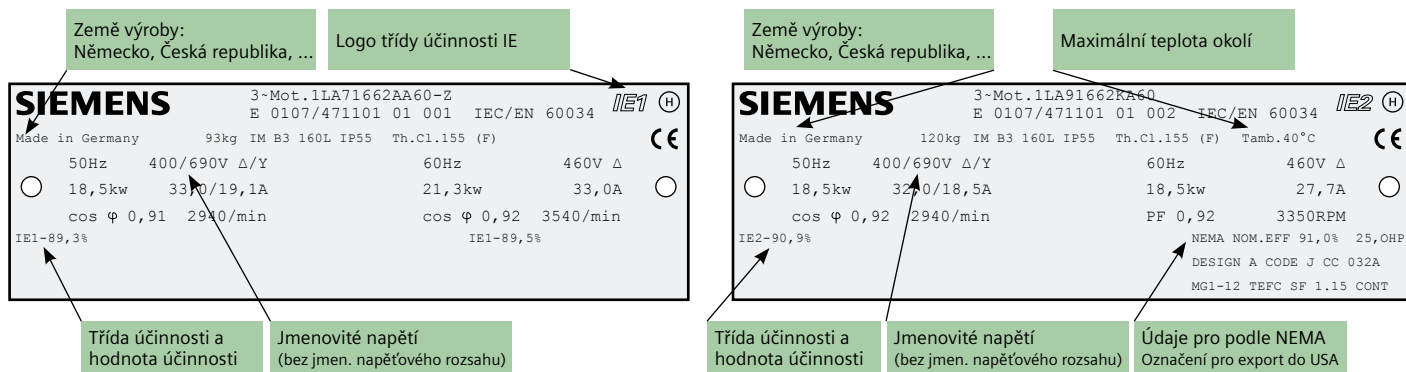 Země výroby:
Německo, Česká republika, ...
Logo třídy účinnosti IE
SIEMENS
3~Mot.1LA71662AA60-Z
IE1 H
E 0107/471101 01 001 IEC/EN 60034
Made in Germany 93kg IM B3 160L IP55 Th.Cl.155 (F) CE
50Hz 400/690V Δ/Y 60Hz 460V Δ
18,5kw 33,0/19,1A 21,3kw 33,0A
cos φ 0,91 2940/min cos φ 0,92 3540/min
IE1-89,3% IE1-89,5%
Třída účinnosti a
hodnota účinnosti
Jmenovité napětí
(bez jmen. napěťového rozsahu)
Země výroby:
Německo, Česká republika, ...
Maximální teplota okolí
SIEMENS
3~Mot.1LA91662KA60
IE2 H
E 0107/471101 01 002 IEC/EN 60034
Made in Germany 120kg IM B3 160L IP55 Th.Cl.155 (F) Tamb.40°C CE
50Hz 400/690V Δ/Y 60Hz 460V Δ
18,5kw 32,0/18,5A 18,5kw 27,7A
cos φ 0,92 2940/min PF 0,92 3350RPM
IE2-90,9% NEMA NOM.EFF 91,0% 25,OHP
DESIGN A CODE J CC 032A
MG1-12 TEFC SF 1.15 CONT
Třída účinnosti a
hodnota účinnosti
Jmenovité napětí
(bez jmen. napěťového rozsahu)
Údaje pro podle NEMA
Označení pro export do USA